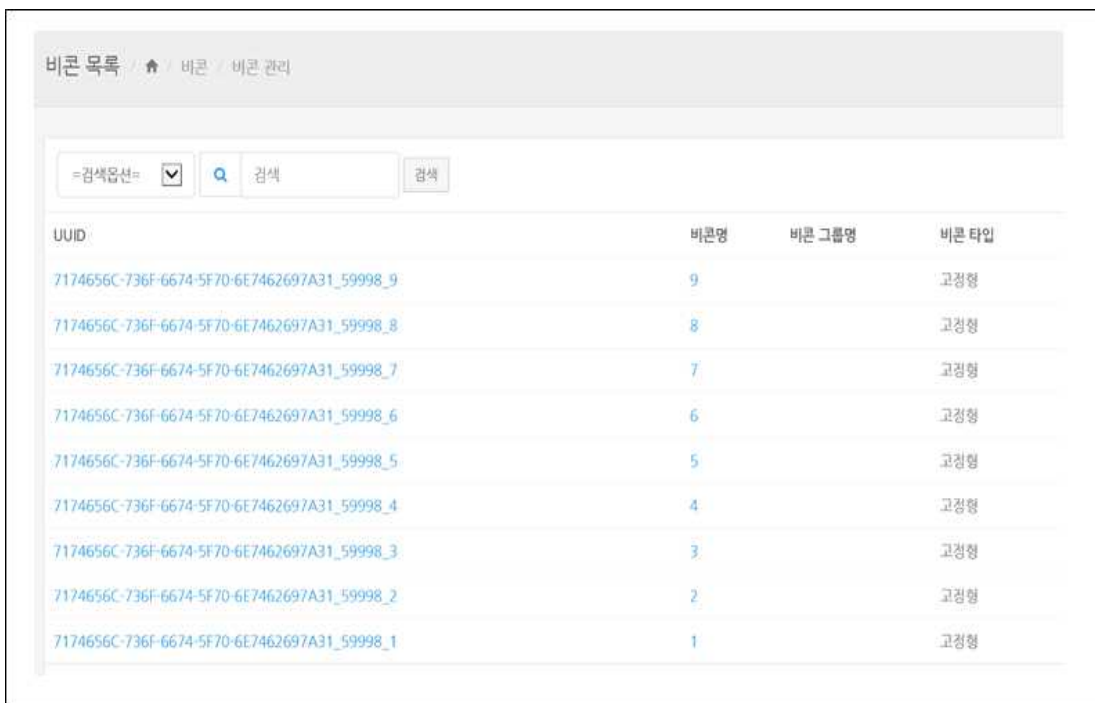 비콘 목록 / / 비콘 / 비콘 관리
=검색옵션= 검색 검색
UUID 비콘명 비콘 그룹명 비콘 타입
7174656C-736F-6674-5F70-6E7462697A31_59998_9 9 고정형
7174656C-736F-6674-5F70-6E7462697A31_59998_8 8 고정형
7174656C-736F-6674-5F70-6E7462697A31_59998_7 7 고정형
7174656C-736F-6674-5F70-6E7462697A31_59998_6 6 고정형
7174656C-736F-6674-5F70-6E7462697A31_59998_5 5 고정형
7174656C-736F-6674-5F70-6E7462697A31_59998_4 4 고정형
7174656C-736F-6674-5F70-6E7462697A31_59998_3 3 고정형
7174656C-736F-6674-5F70-6E7462697A31_59998_2 2 고정형
7174656C-736F-6674-5F70-6E7462697A31_59998_1 1 고정형